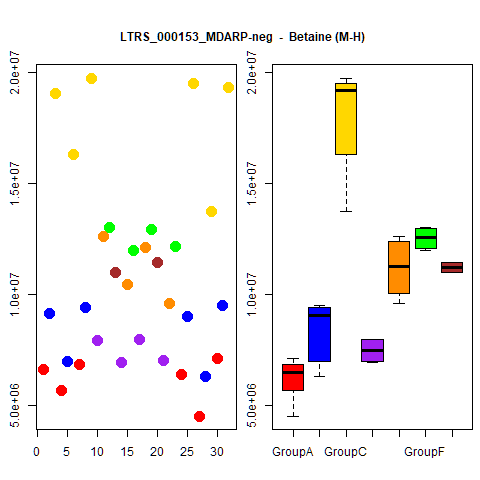 LTRS_000153_MDARP-neg - Betaine (M-H)
2.0e+07
1.5e+07
1.0e+07
5.0e+06
0 5 10 15 20 25 30
2.0e+07
1.5e+07
1.0e+07
5.0e+06
GroupA GroupC GroupF